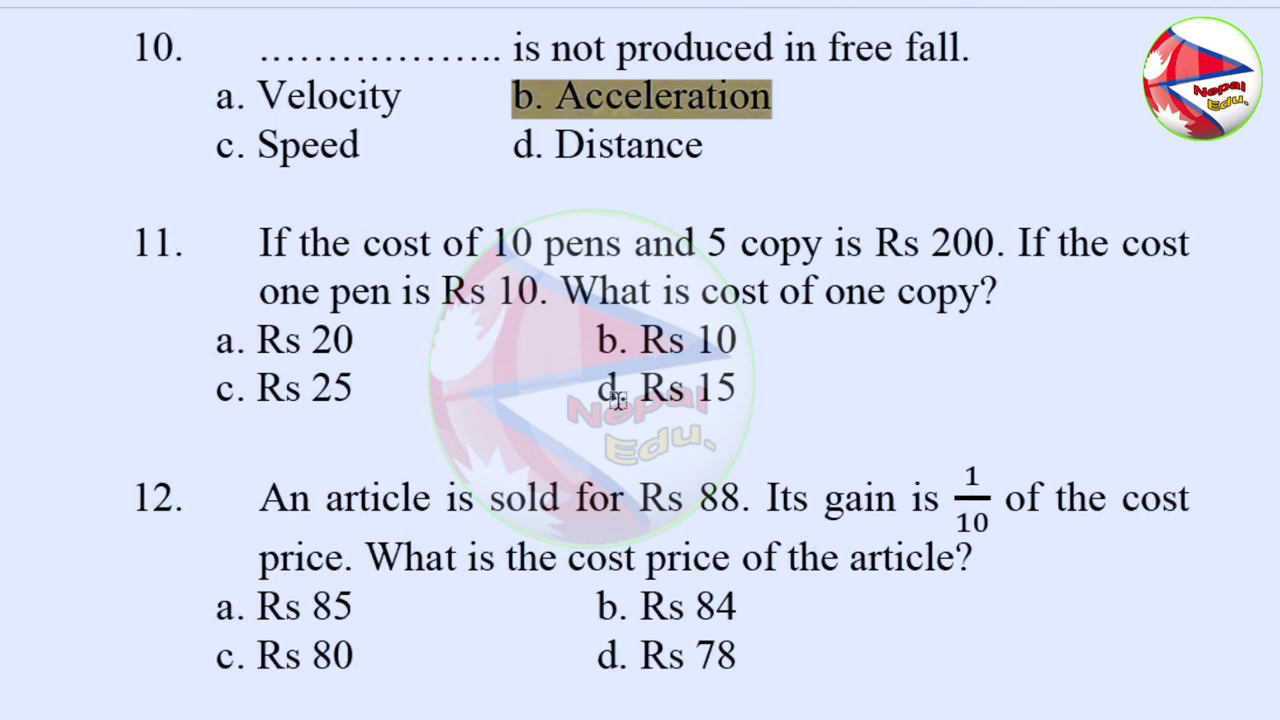 10. ……………….. is not produced in free fall.
a. Velocity b. Acceleration
c. Speed d. Distance
Nepal
Edu.
11. If the cost of 10 pens and 5 copy is Rs 200. If the cost
one pen is Rs 10. What is cost of one copy?
a. Rs 20 b. Rs 10
c. Rs 25 d. Rs 15
Nepal
Edu.
12. An article is sold for Rs 88. Its gain is 1/10 of the cost
price. What is the cost price of the article?
a. Rs 85 b. Rs 84
c. Rs 80 d. Rs 78